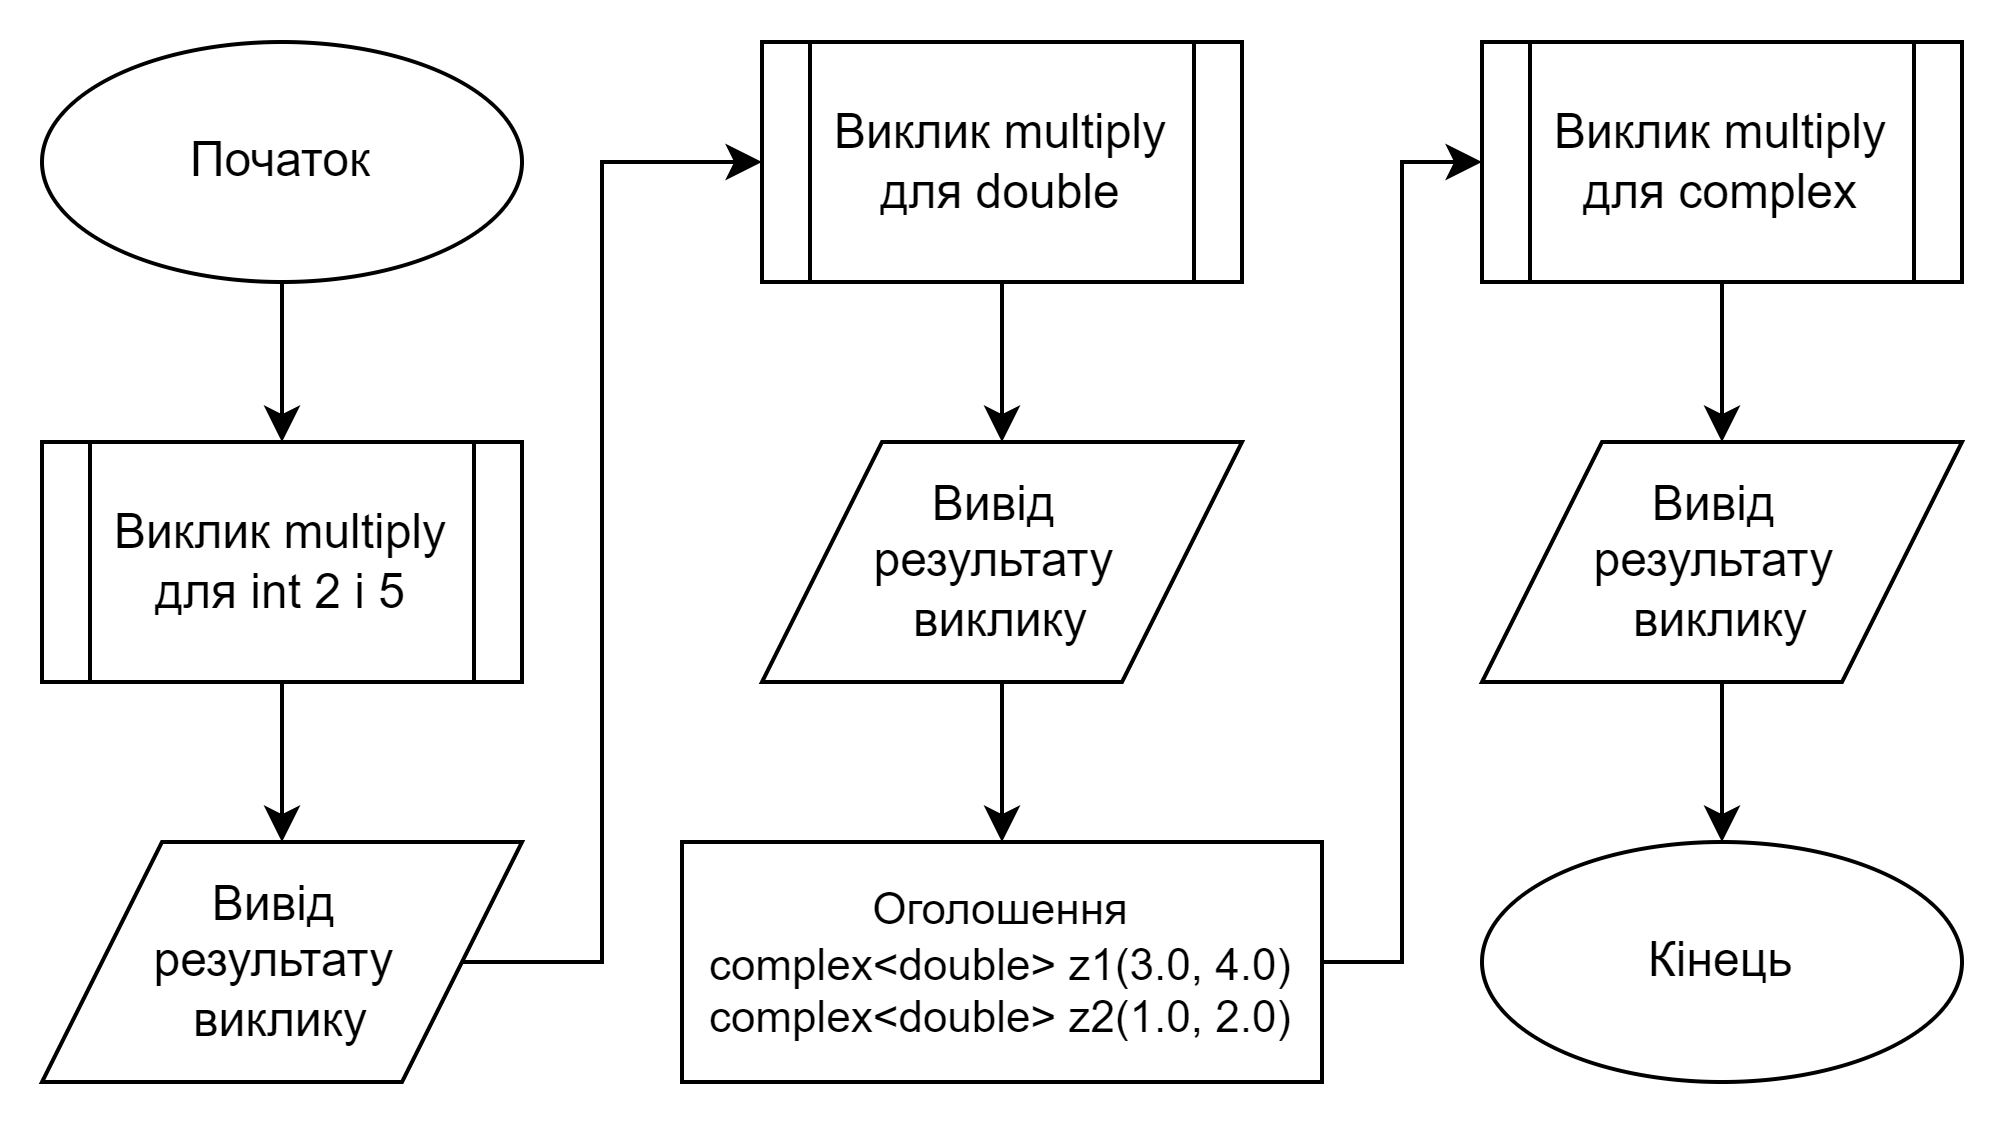 Початок
Виклик multiply
для int 2 і 5
Вивід
результату
виклику
Виклик multiply
для double
Вивід
результату
виклику
Оголошення
complex<double> z1(3.0, 4.0)
complex<double> z2(1.0, 2.0)
Виклик multiply
для complex
Вивід
результату
виклику
Кінець